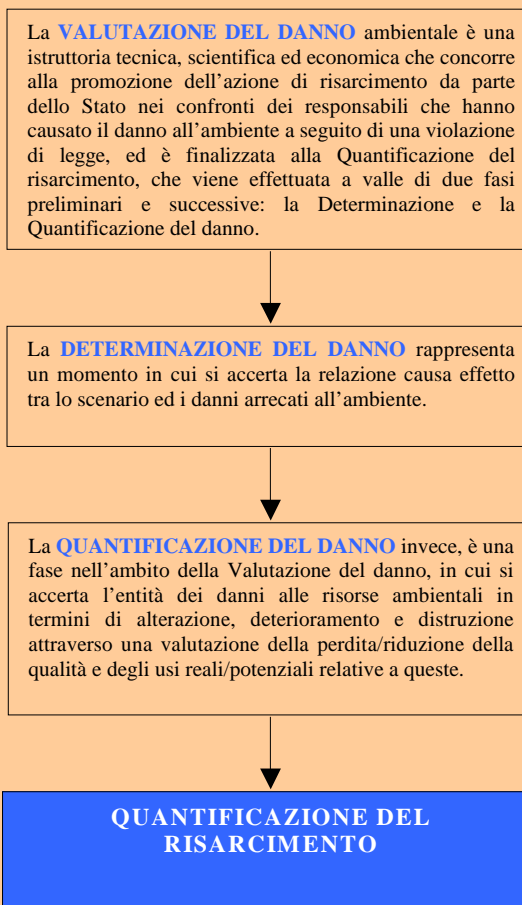 La VALUTAZIONE DEL DANNO ambientale è una
istruttoria tecnica, scientifica ed economica che concorre
alla promozione dell’azione di risarcimento da parte
dello Stato nei confronti dei responsabili che hanno
causato il danno all’ambiente a seguito di una violazione
di legge, ed è finalizzata alla Quantificazione del
risarcimento, che viene effettuata a valle di due fasi
preliminari e successive: la Determinazione e la
Quantificazione del danno.
La DETERMINAZIONE DEL DANNO rappresenta
un momento in cui si accerta la relazione causa effetto
tra lo scenario ed i danni arrecati all’ambiente.
La QUANTIFICAZIONE DEL DANNO invece, è una
fase nell’ambito della Valutazione del danno, in cui si
accerta l’entità dei danni alle risorse ambientali in
termini di alterazione, deterioramento e distruzione
attraverso una valutazione della perdita/riduzione della
qualità e degli usi reali/potenziali relative a queste.
QUANTIFICAZIONE DEL
RISARCIMENTO